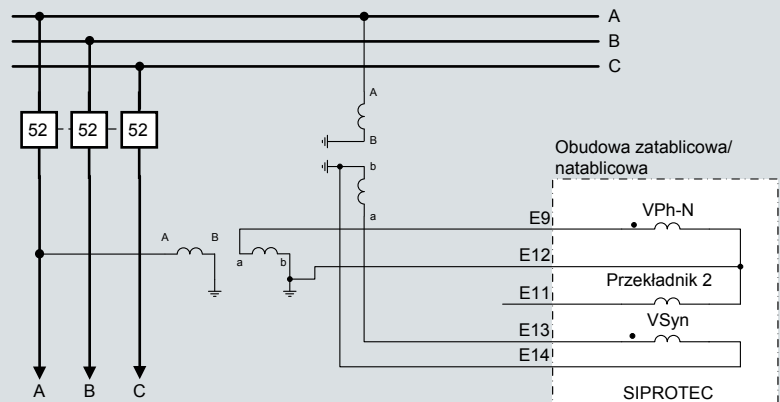 A
B
C
A
52
52
52
B
Obudowa zatablicowa/
natablicowa
b
a
E9
VPh-N
A
B
a
b
E12
Przekładnik 2
E11
E13
VSyn
E14
A
B
C
SIPROTEC